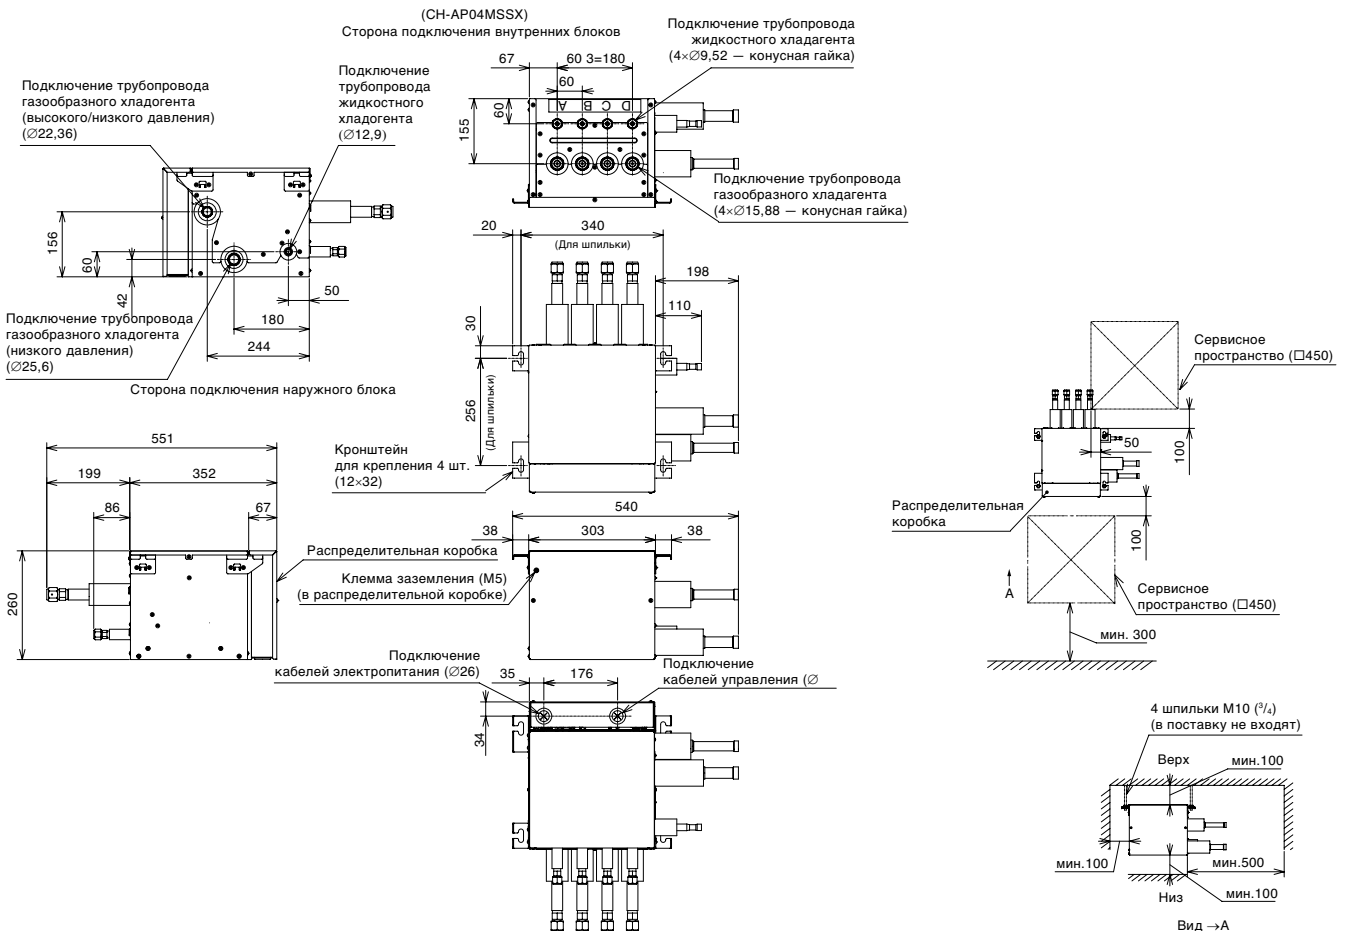 (CH-AP04MSSX)
Сторона подключения внутренних блоков
Подключение трубопровода
жидкостного хладагента
(4×∅9,52 — конусная гайка)
67
60 3=180
60
60
155
A
B
C
D
Подключение трубопровода
газообразного хладагента
(4×∅15,88 — конусная гайка)
Подключение трубопровода
газообразного хладогента
(высокого/низкого давления)
(∅22,36)
Подключение
трубопровода
жидкостного
хладогента
(∅12,9)
156
60
42
50
180
244
Подключение трубопровода
газообразного хладогента
(низкого давления)
(∅25,6)
Сторона подключения наружного блока
20
340
(Для шпильки)
198
110
30
256
(Для шпильки)
Кронштейн
для крепления 4 шт.
(12×32)
551
199
352
86
67
260
Распределительная коробка
Клемма заземления (М5)
(в распределительной коробке)
540
38
303
38
Подключение
кабелей электропитания (∅26)
35
176
Подключение
кабелей управления (∅
34
Сервисное
пространство (□450)
50
100
Распределительная
коробка
100
A
Сервисное
пространство (□450)
мин. 300
4 шпильки М10 (³/₄)
(в поставку не входят)
Верх
мин.100
мин.100
мин.500
мин.100
Низ
Вид →A